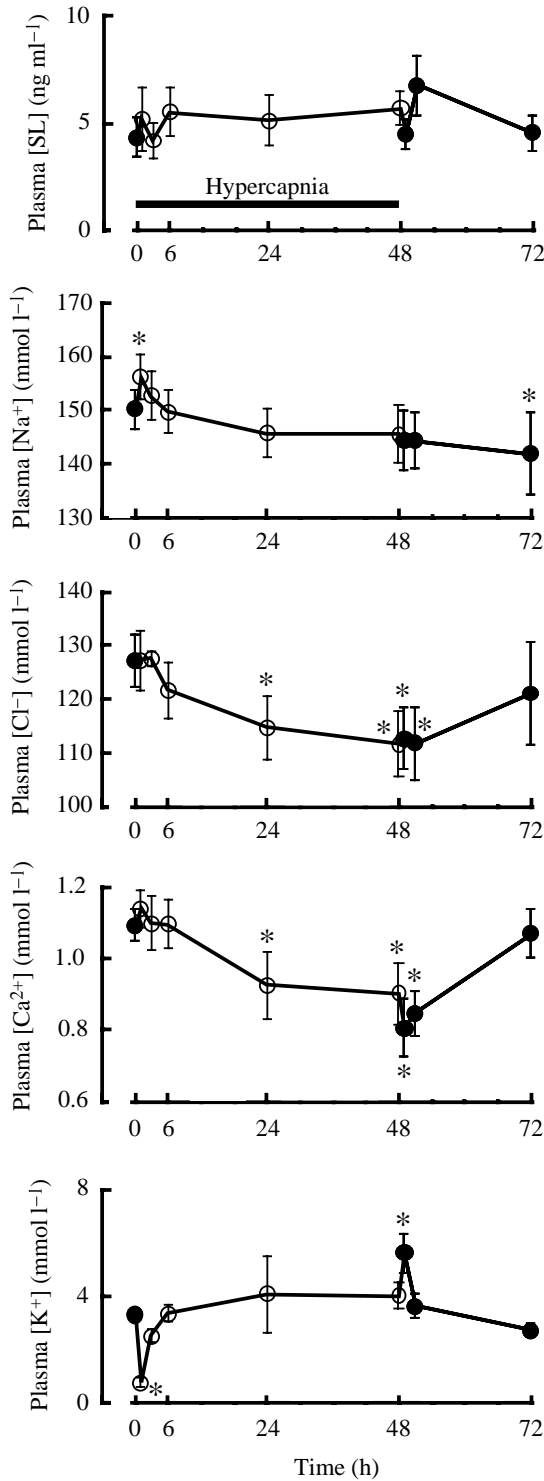 Plasma [SL] (ng ml⁻¹)
10
5
0
Hypercapnia
0 6 24 48 72
Plasma [Na⁺] (mmol l⁻¹)
170
160
150
140
130
*
*
0 6 24 48 72
Plasma [Cl⁻] (mmol l⁻¹)
140
130
120
110
100
*
*
* *
0 6 24 48 72
Plasma [Ca²⁺] (mmol l⁻¹)
1.2
1.0
0.8
0.6
*
*
*
*
0 6 24 48 72
Plasma [K⁺] (mmol l⁻¹)
8
4
0
*
*
0 6 24 48 72
Time (h)